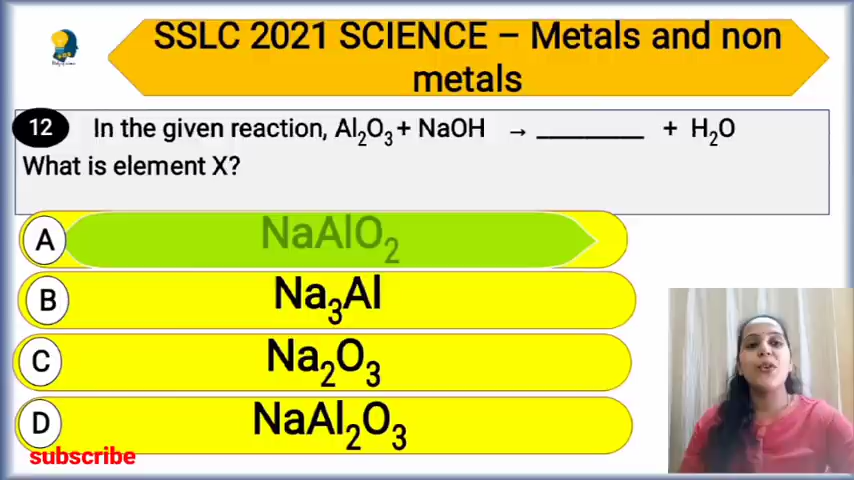 SSLC 2021 SCIENCE – Metals and non
metals
12 In the given reaction, Al₂O₃ + NaOH → _________ + H₂O
What is element X?
A NaAlO₂
B Na₃Al
C Na₂O₃
D NaAl₂O₃
subscribe